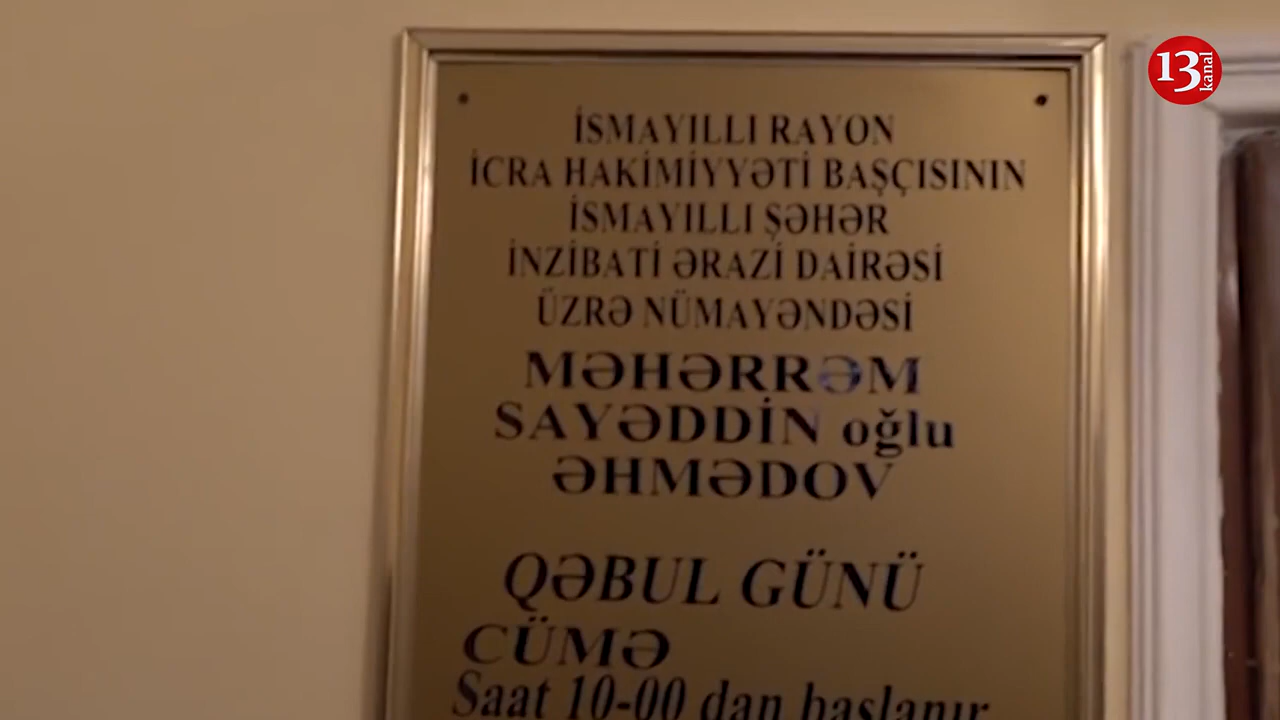 13 kanal
İSMAYILLI RAYON
İCRA HAKİMİYYƏTİ BAŞÇISININ
İSMAYILLI ŞƏHƏR
İNZİBATİ ƏRAZİ DAİRƏSİ
ÜZRƏ NÜMAYƏNDƏSİ
MƏHƏRRƏM
SAYƏDDİN oğlu
ƏHMƏDOV
QƏBUL GÜNÜ
CÜMƏ
Saat 10-00 dan başlanır